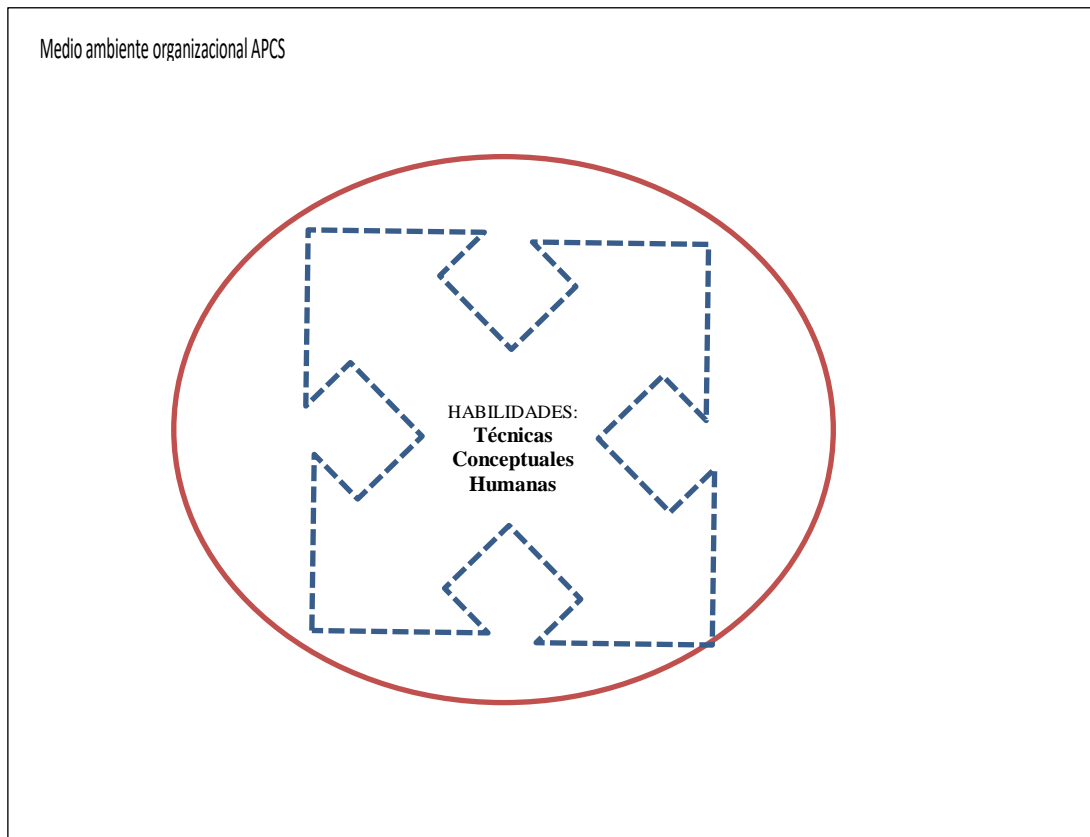 Medio ambiente organizacional APCS
HABILIDADES:
Técnicas
Conceptuales
Humanas